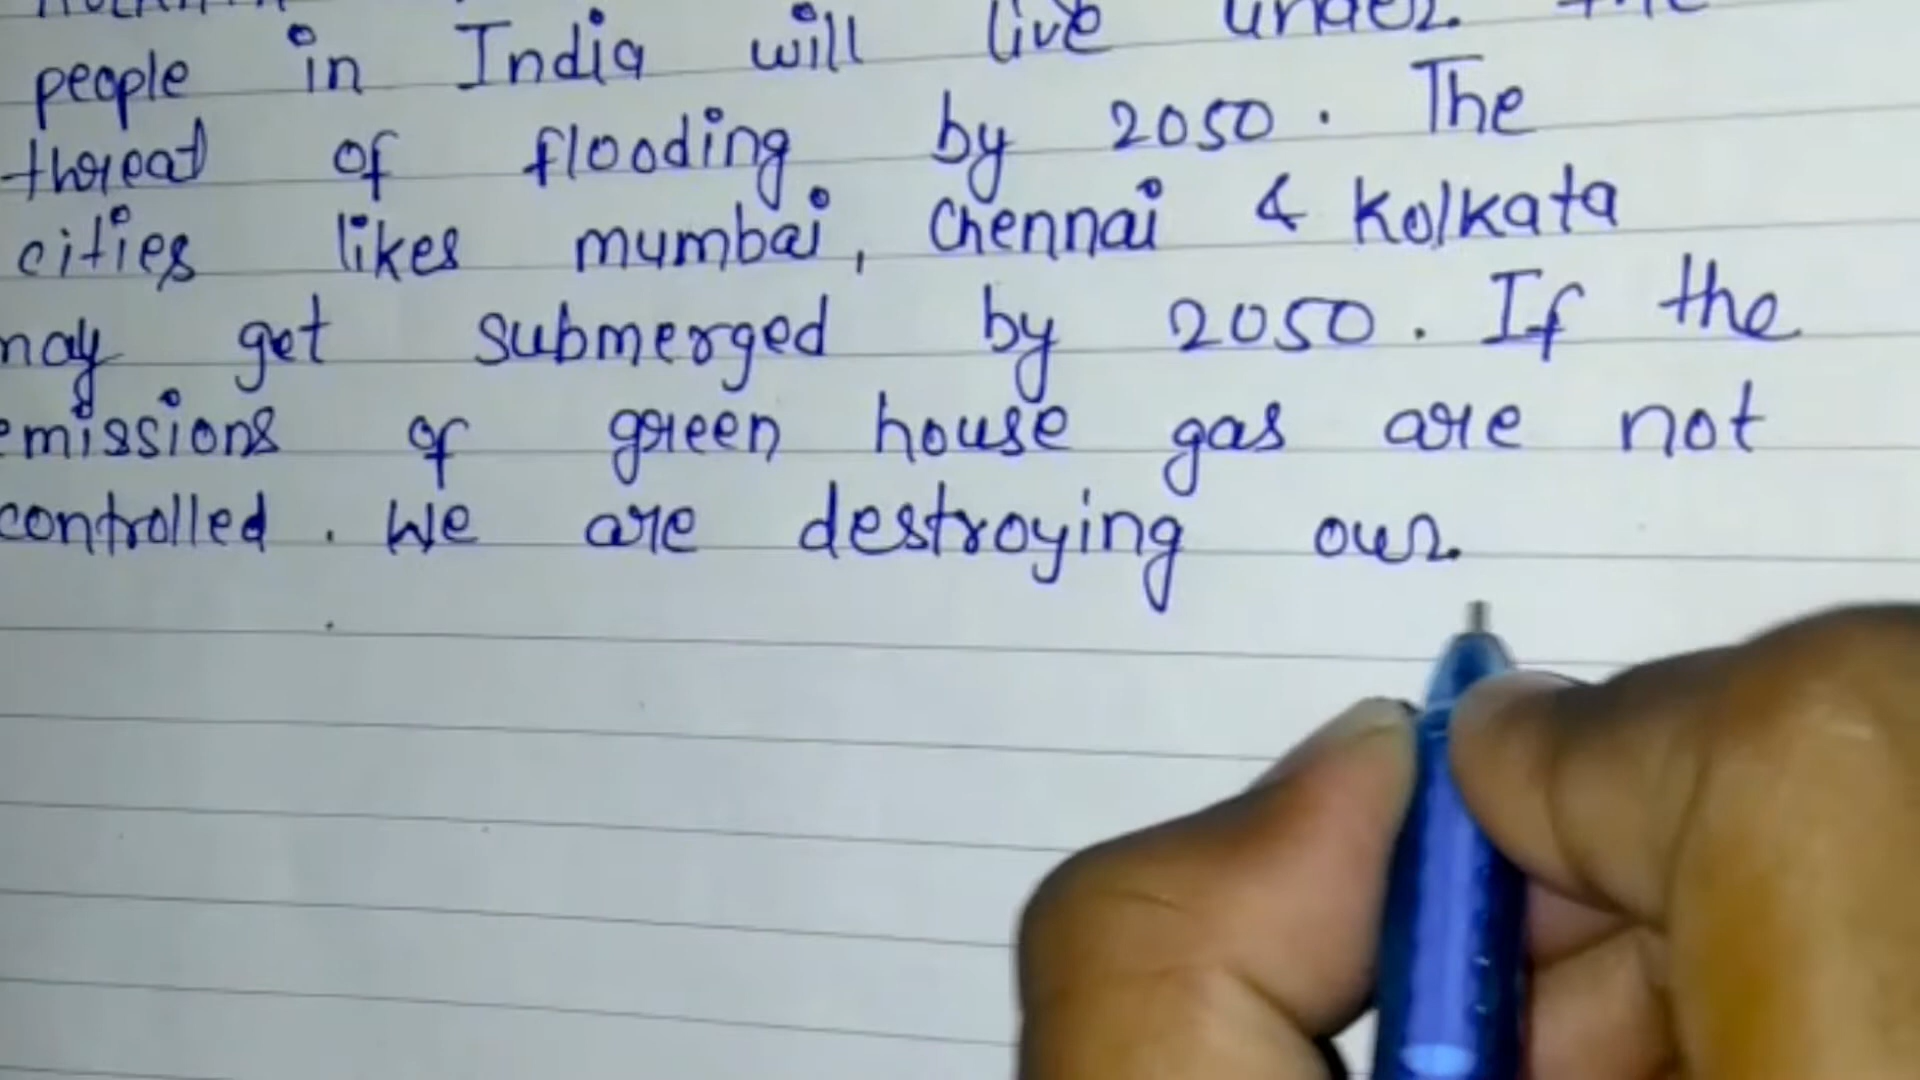 people in India will live under the
threat of flooding by 2050. The
cities likes mumbai, Chennai & Kolkata
may get submerged by 2050. If the
emissions of green house gas are not
controlled. We are destroying our